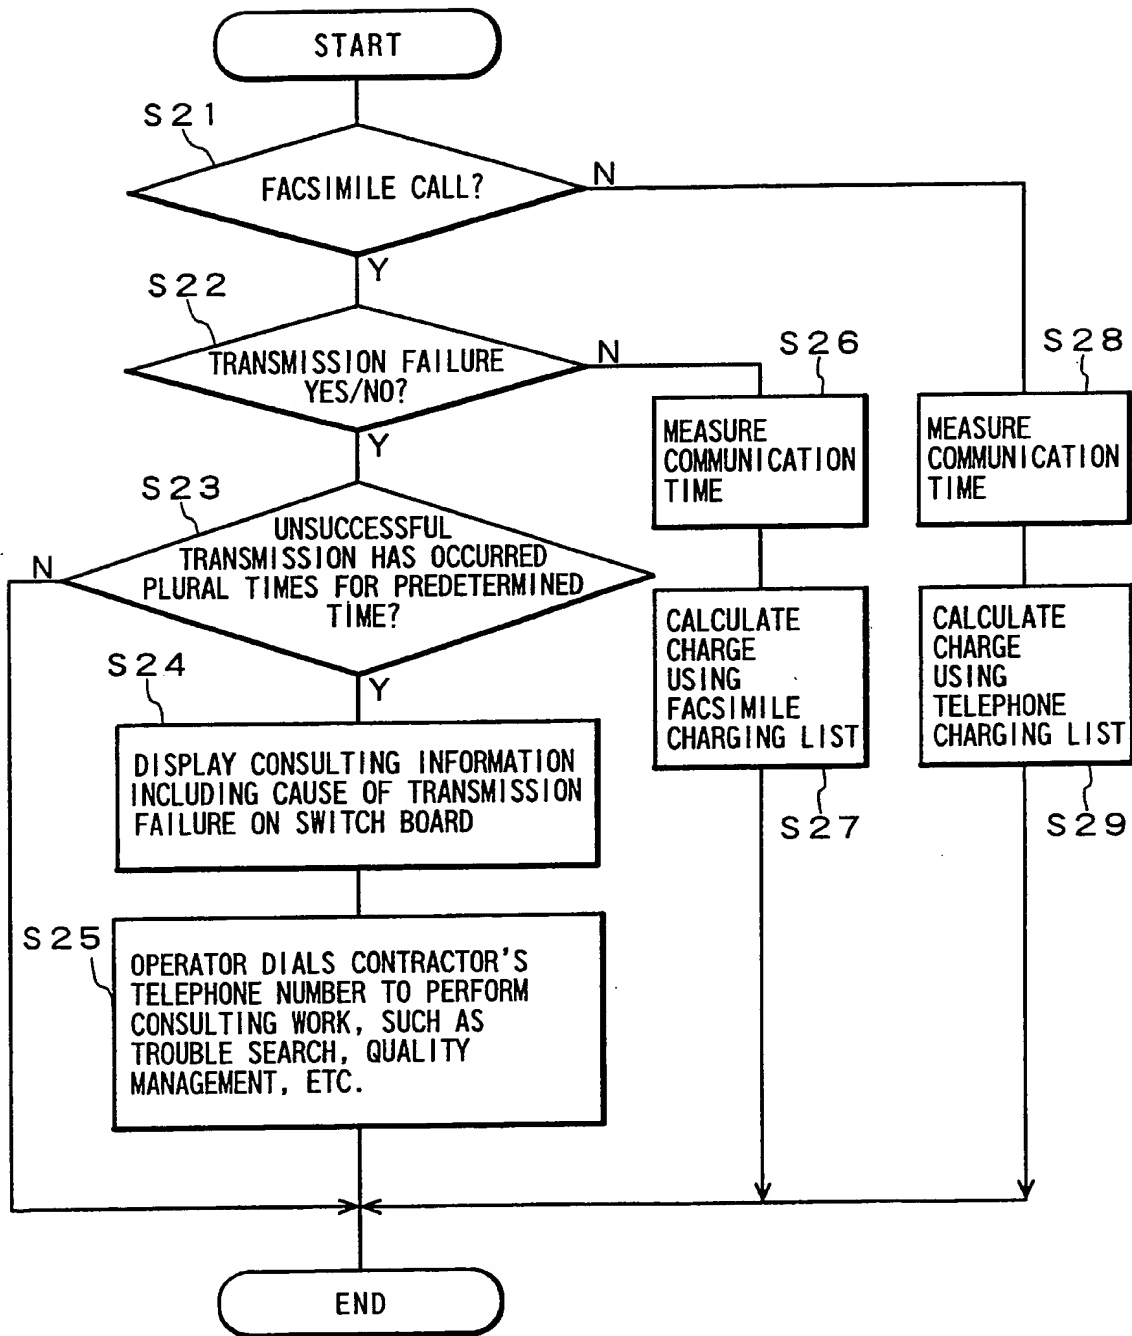 START
S21
FACSIMILE CALL?
N
Y
S22
TRANSMISSION FAILURE
YES/NO?
N
Y
S26
MEASURE
COMMUNICATION
TIME
S28
MEASURE
COMMUNICATION
TIME
S23
UNSUCCESSFUL
TRANSMISSION HAS OCCURRED
PLURAL TIMES FOR PREDETERMINED
TIME?
N
Y
CALCULATE
CHARGE
USING
FACSIMILE
CHARGING LIST
S27
CALCULATE
CHARGE
USING
TELEPHONE
CHARGING LIST
S29
S24
DISPLAY CONSULTING INFORMATION
INCLUDING CAUSE OF TRANSMISSION
FAILURE ON SWITCH BOARD
S25
OPERATOR DIALS CONTRACTOR'S
TELEPHONE NUMBER TO PERFORM
CONSULTING WORK, SUCH AS
TROUBLE SEARCH, QUALITY
MANAGEMENT, ETC.
END